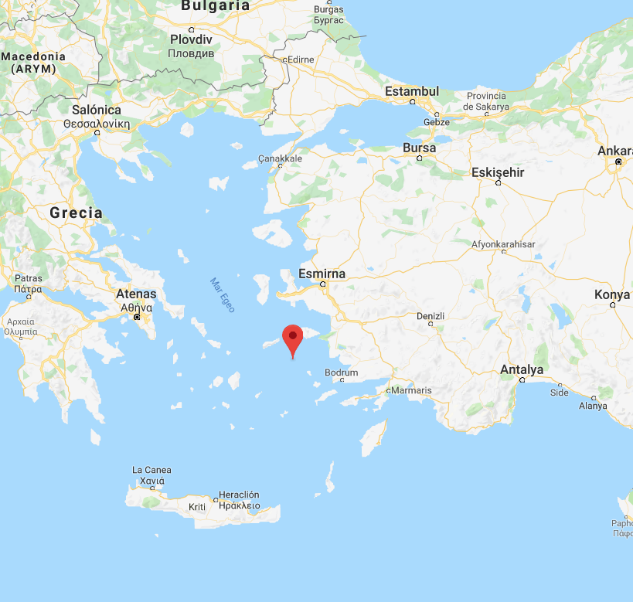 Bulgaria
Burgas
Бургас
Plovdiv
Пловдив
Macedonia
(ARYM)
Edirne
Salónica
Θεσσαλονίκη
Estambul
Gebze
Provincia
de Sakarya
Bursa
Çanakkale
Ankara
Eskişehir
Grecia
Afyonkarahisar
Patras
Πάτρα
Atenas
Αθήνα
Mar Egeo
Esmirna
Konya
Αρχαία
Ολυμπία
Denizli
Bodrum
Marmaris
Antalya
Side
Alanya
La Canea
Χανιά
Heraclión
Ηράκλειο
Kriti
Papho
Πάφο